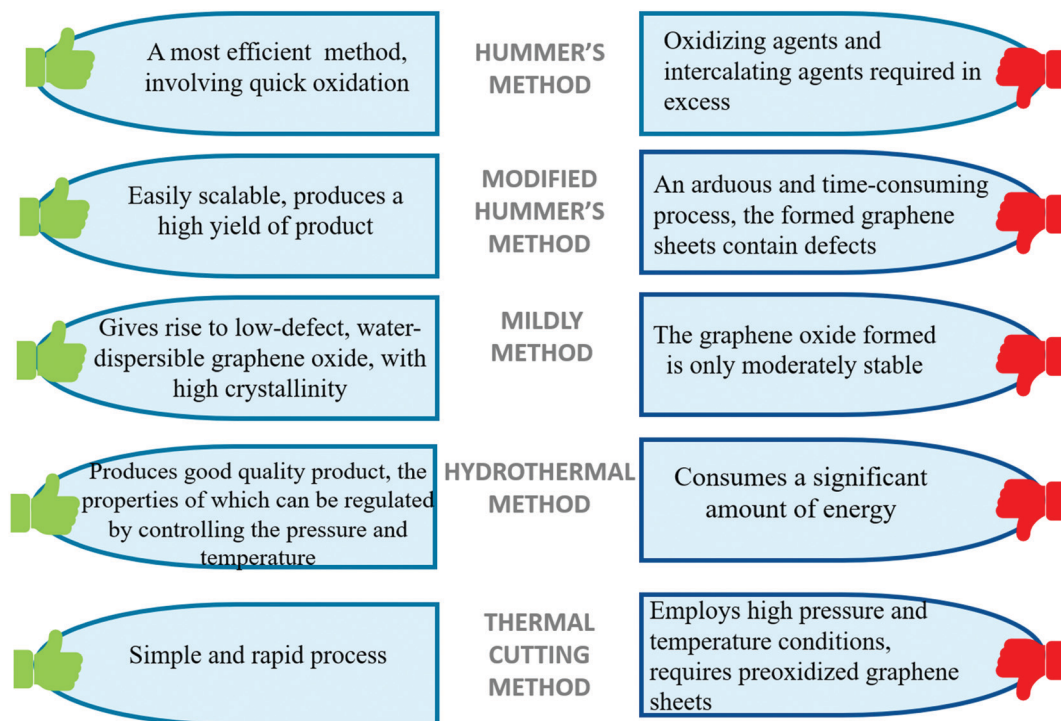 A most efficient method,
involving quick oxidation
HUMMER'S
METHOD
Oxidizing agents and
intercalating agents required in
excess
Easily scalable, produces a
high yield of product
MODIFIED
HUMMER'S
METHOD
An arduous and time-consuming
process, the formed graphene
sheets contain defects
Gives rise to low-defect, water-
dispersible graphene oxide, with
high crystallinity
MILDLY
METHOD
The graphene oxide formed
is only moderately stable
Produces good quality product, the
properties of which can be regulated
by controlling the pressure and
temperature
HYDROTHERMAL
METHOD
Consumes a significant
amount of energy
Simple and rapid process
THERMAL
CUTTING
METHOD
Employs high pressure and
temperature conditions,
requires preoxidized graphene
sheets